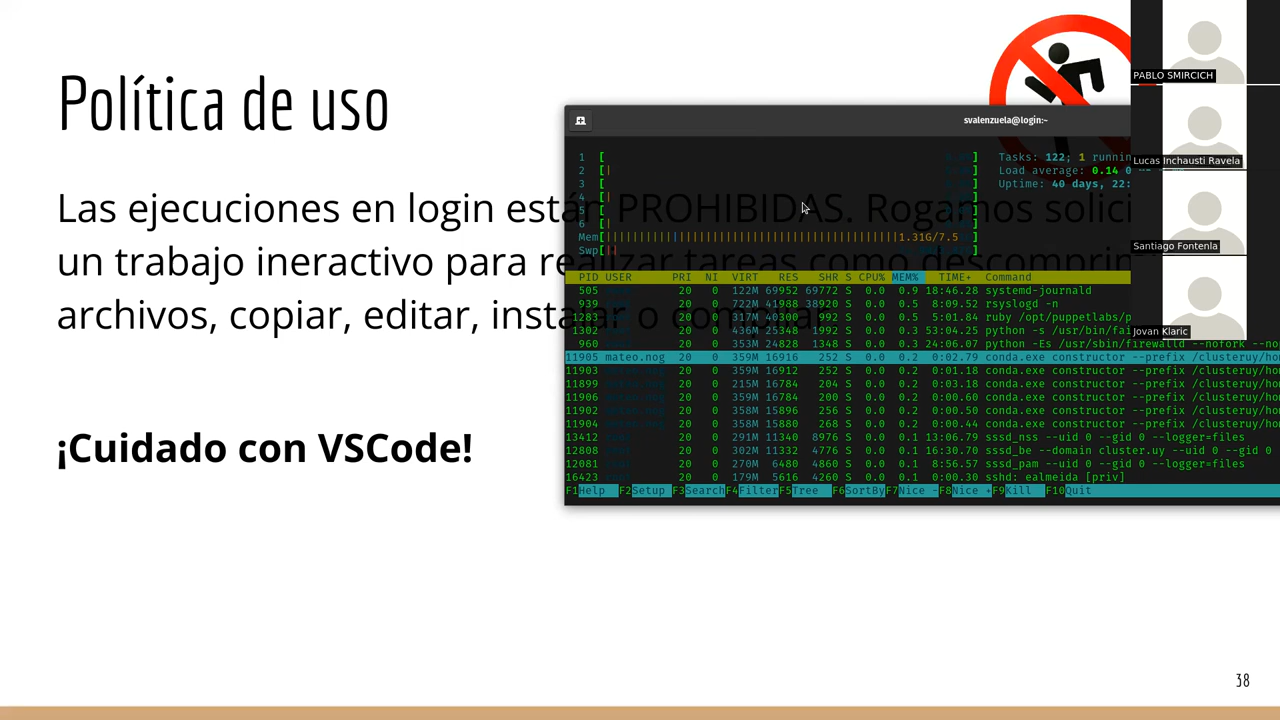 Política de uso
Las ejecuciones en login están PROHIBIDAS. Rogamos solici
un trabajo ineractivo para realizar tareas como descomprim
archivos, copiar, editar, instalar o compilar
¡Cuidado con VSCode!
38
svalenzuela@login:~
1 [ ]
2 [| ]
3 [ ]
4 [| ]
5 [ ]
6 [| ]
Mem[ 1.31G/7.5 ]
Swp[ ]
Tasks: 122; 1 runnin
Load average: 0.14
Uptime: 40 days, 22:
PID USER PRI NI VIRT RES SHR S CPU% MEM% TIME+ Command
505 20 0 122M 69952 69772 S 0.0 0.9 18:46.28 systemd-journald
939 20 0 722M 41988 38920 S 0.0 0.5 8:09.52 rsyslogd -n
1283 20 0 317M 40300 992 S 0.0 0.5 5:01.84 ruby /opt/puppetlabs/p
1302 20 0 436M 25348 1992 S 0.0 0.3 53:04.25 python -s /usr/bin/fai
960 20 0 353M 24828 1348 S 0.0 0.3 24:06.07 python -Es /usr/sbin/firewalld --nofork --no
11905 mateo.nog 20 0 359M 16916 252 S 0.0 0.2 0:02.79 conda.exe constructor --prefix /clusteruy/ho
11903 20 0 359M 16912 252 S 0.0 0.2 0:01.18 conda.exe constructor --prefix /clusteruy/ho
11899 20 0 215M 16784 204 S 0.0 0.2 0:03.18 conda.exe constructor --prefix /clusteruy/ho
11906 20 0 359M 16784 200 S 0.0 0.2 0:00.60 conda.exe constructor --prefix /clusteruy/ho
11902 20 0 358M 15896 256 S 0.0 0.2 0:00.50 conda.exe constructor --prefix /clusteruy/ho
11904 20 0 358M 15880 268 S 0.0 0.2 0:00.44 conda.exe constructor --prefix /clusteruy/ho
13412 20 0 291M 11340 8976 S 0.0 0.1 13:06.79 sssd_nss --uid 0 --gid 0 --logger=files
12808 20 0 302M 11332 4776 S 0.0 0.1 16:30.70 sssd_be --domain cluster.uy --uid 0 --gid 0
12081 20 0 270M 6480 4860 S 0.0 0.1 8:56.57 sssd_pam --uid 0 --gid 0 --logger=files
16423 20 0 179M 5616 4260 S 0.0 0.1 0:00.30 sshd: ealmeida [priv]
F1Help F2Setup F3SearchF4FilterF5Tree F6SortByF7Nice -F8Nice +F9Kill F10Quit
PABLO SMIRCICH
Lucas Inchausti Ravela
Santiago Fontenla
Jovan Klaric